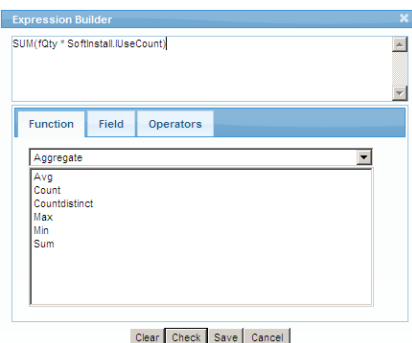 Expression Builder
SUM(fQty * SoftInstall.lUseCount)
Function Field Operators
Aggregate
Avg
Count
Countdistinct
Max
Min
Sum
Clear Check Save Cancel